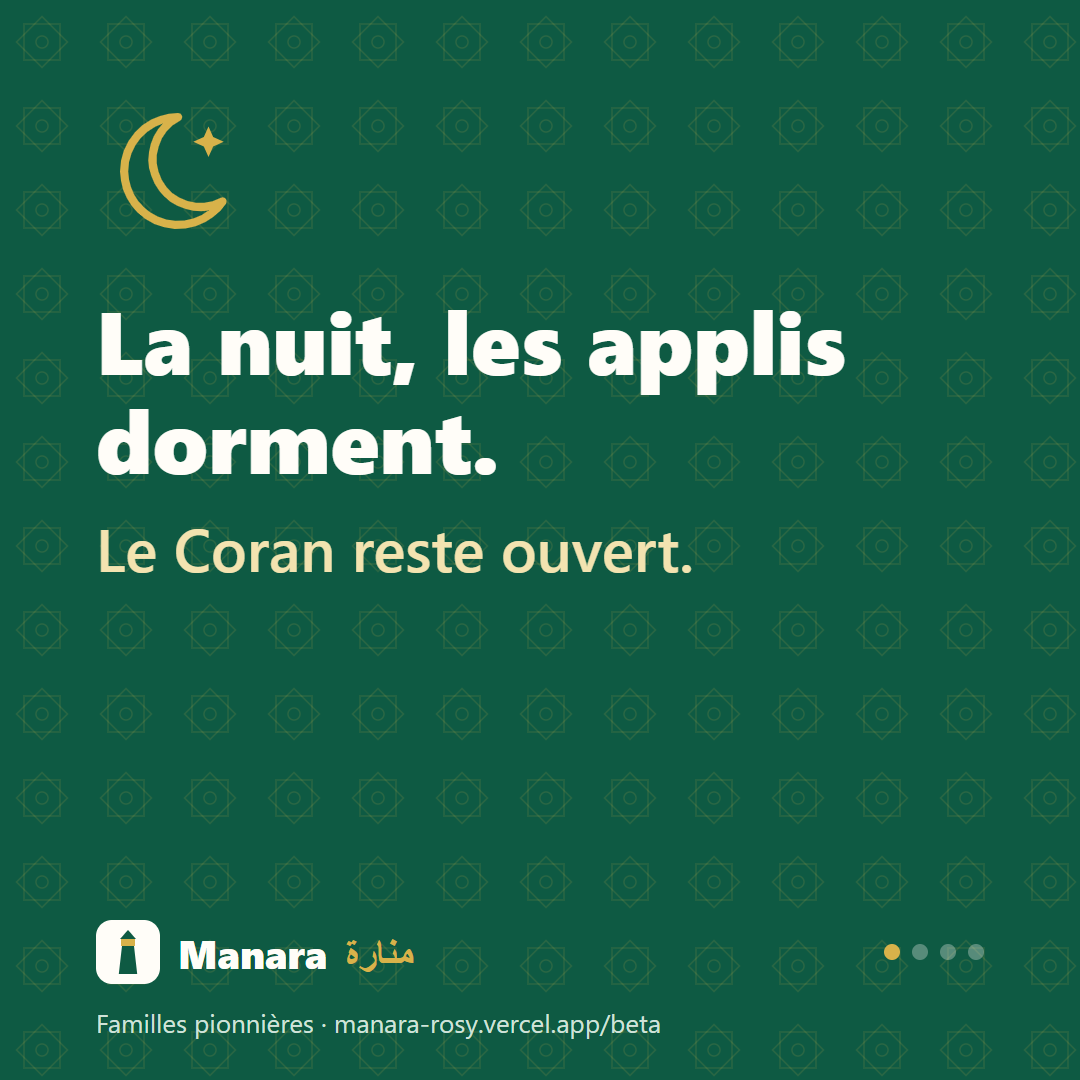 La nuit, les applis
dorment.
Le Coran reste ouvert.
Manara منارة
Familles pionnières · manara-rosy.vercel.app/beta